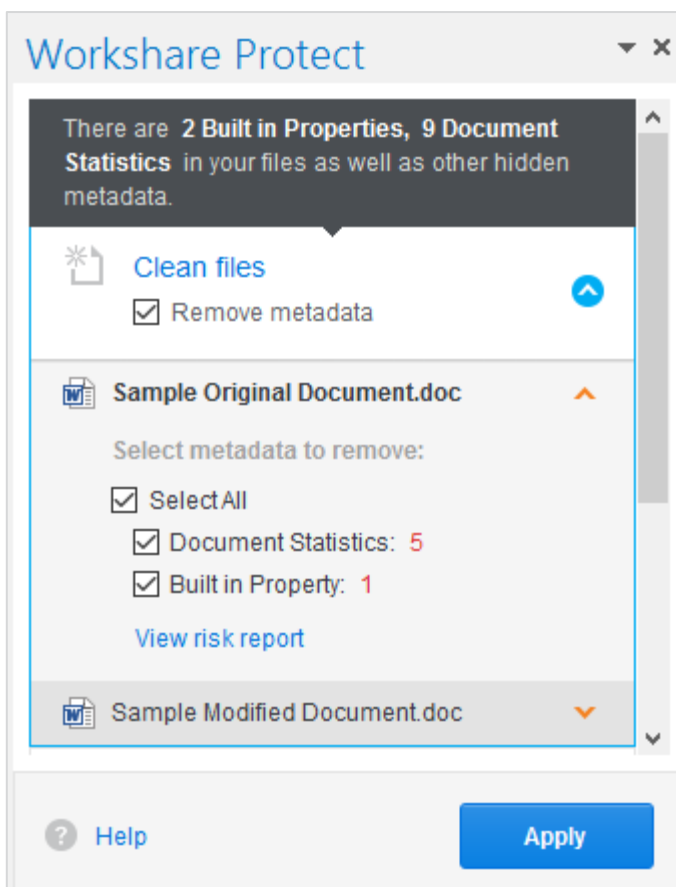 Workshare Protect
There are 2 Built in Properties, 9 Document
Statistics in your files as well as other hidden
metadata.
Clean files
Remove metadata
Sample Original Document.doc
Select metadata to remove:
Select All
Document Statistics: 5
Built in Property: 1
View risk report
Sample Modified Document.doc
? Help
Apply